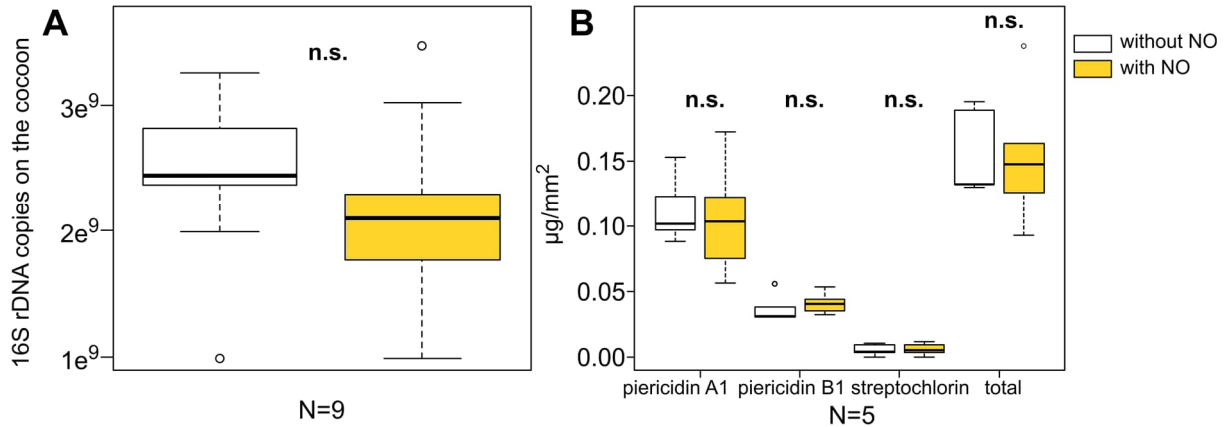 A
16S rDNA copies on the cocoon
3e⁹
2e⁹
1e⁹
n.s.
N=9
B
µg/mm²
0.20
0.15
0.10
0.05
0.00
n.s.
n.s.
n.s.
n.s.
piericidin A1
piericidin B1
streptochlorin
total
N=5
without NO
with NO